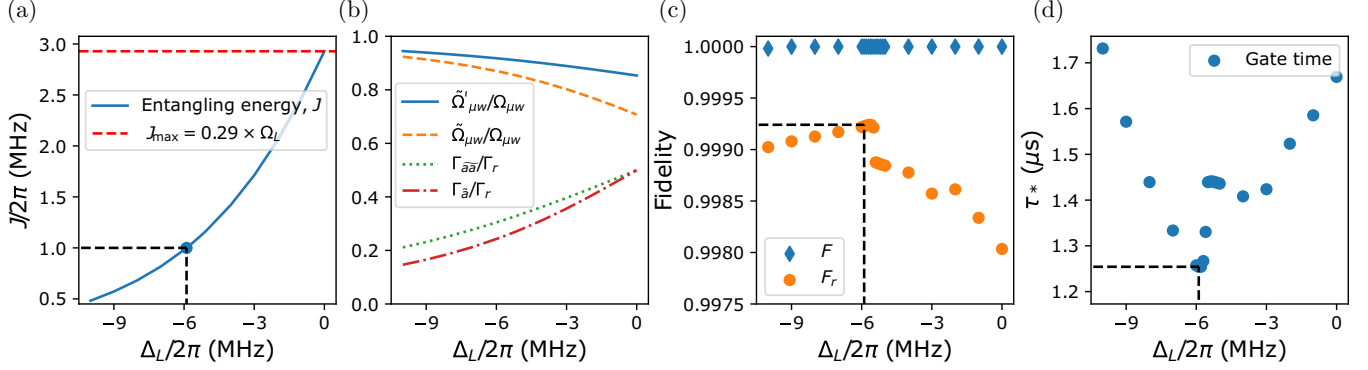 (a)
3.0
2.5
2.0
1.5
1.0
0.5
J/2π (MHz)
Entangling energy, J
J_max = 0.29 × Ω_L
−9
−6
−3
0
Δ_L/2π (MHz)
(b)
1.0
0.8
0.6
0.4
0.2
0.0
Ω̃'_μw/Ω_μw
Ω̃_μw/Ω_μw
Γ_ãã/Γ_r
Γ_ã/Γ_r
−9
−6
−3
0
Δ_L/2π (MHz)
(c)
1.0000
0.9995
0.9990
0.9985
0.9980
0.9975
Fidelity
F
F_r
−9
−6
−3
0
Δ_L/2π (MHz)
(d)
1.7
1.6
1.5
1.4
1.3
1.2
τ* (μs)
Gate time
−9
−6
−3
0
Δ_L/2π (MHz)